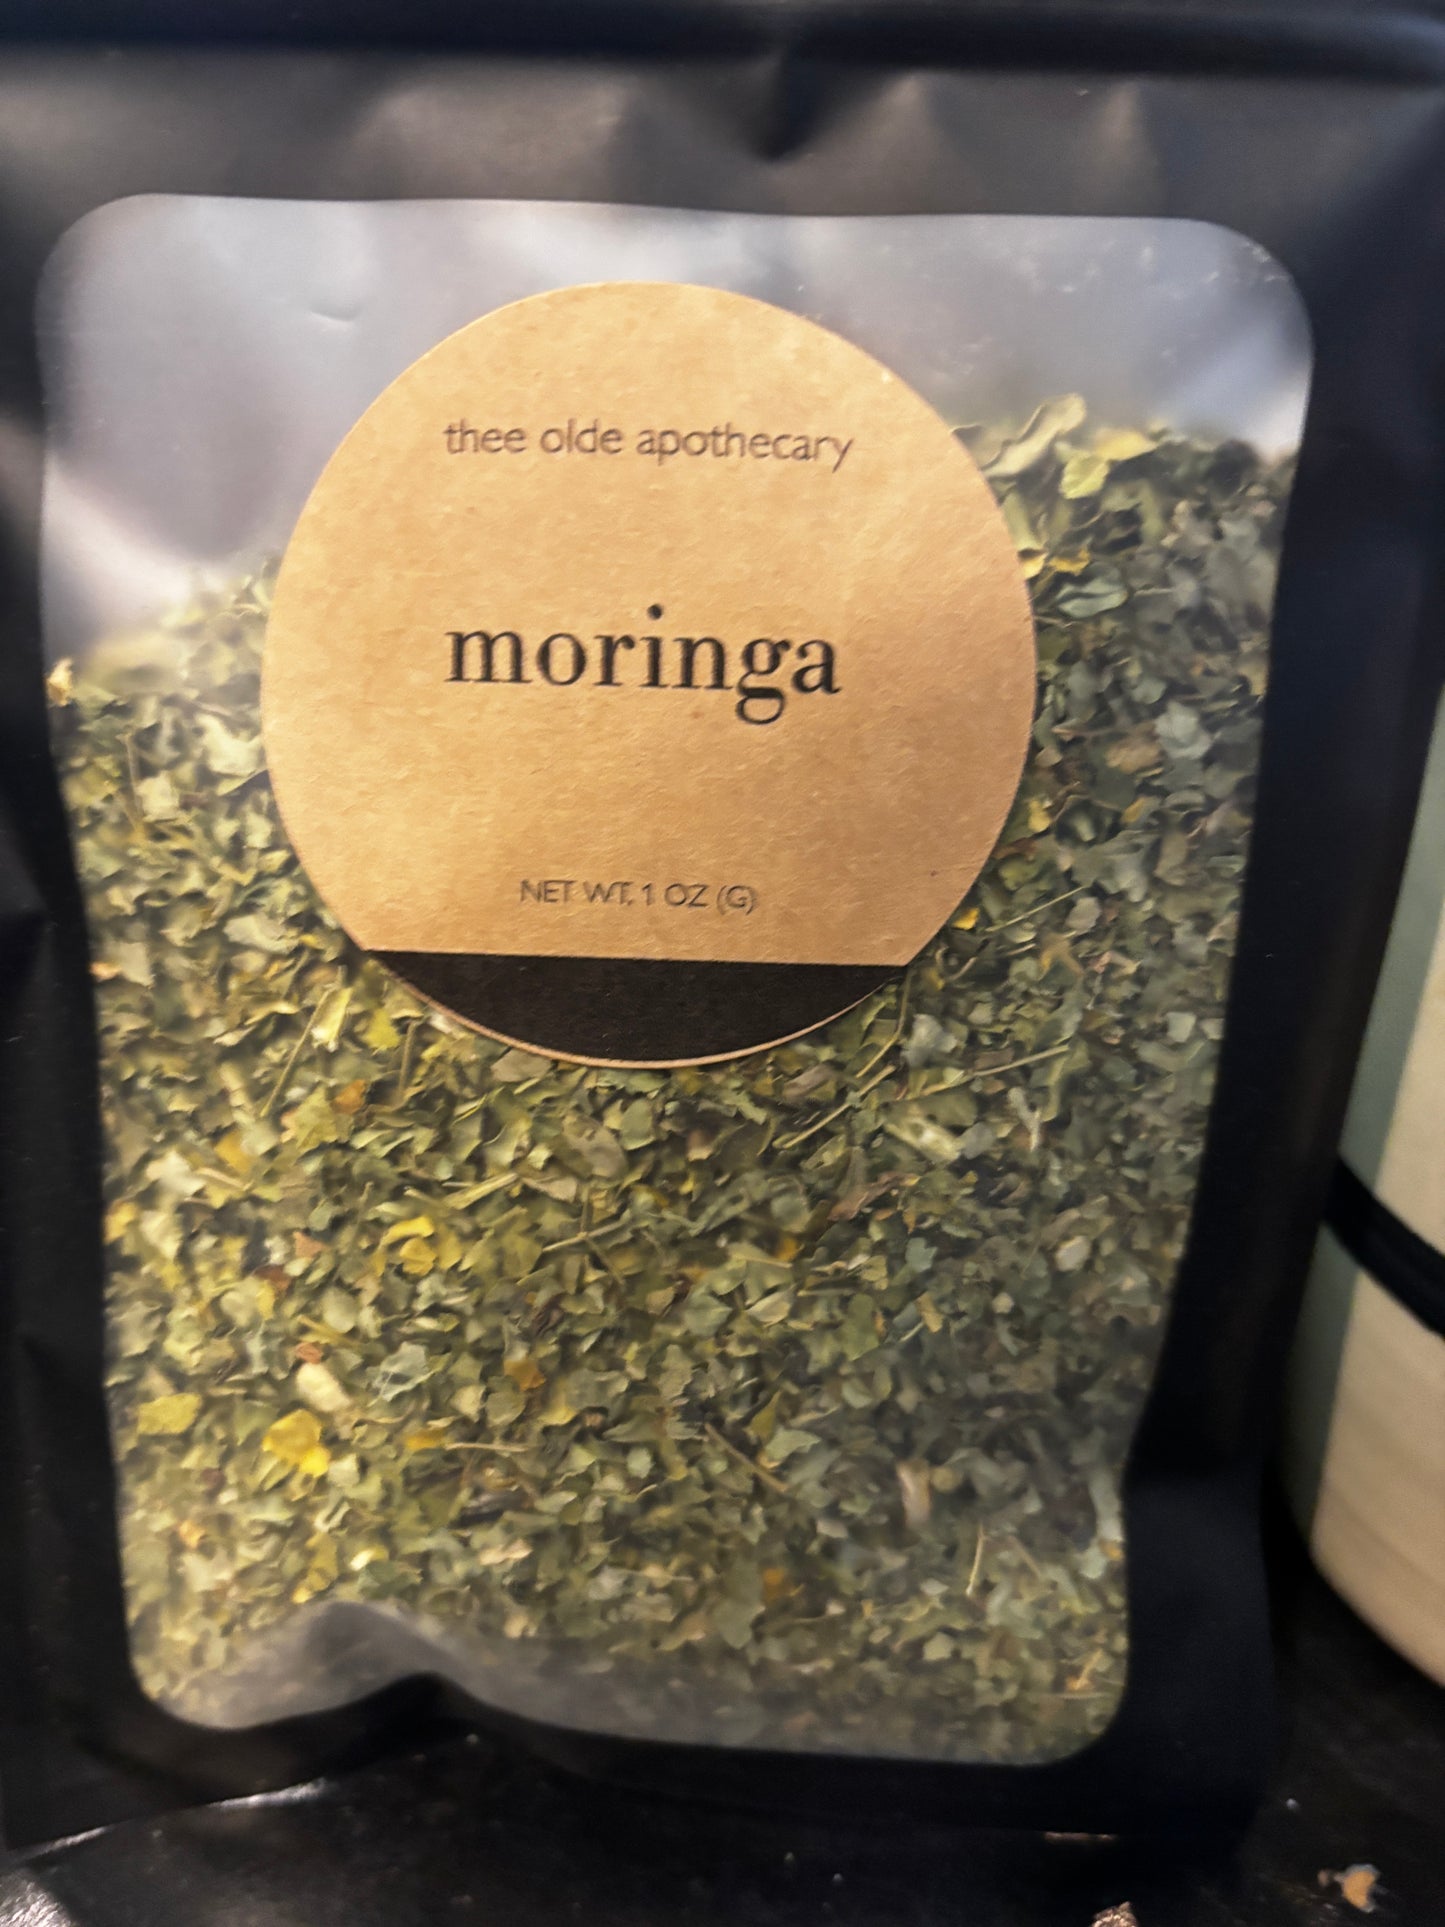 thee olde apothecary
moringa
NET WT, 1 OZ (G)